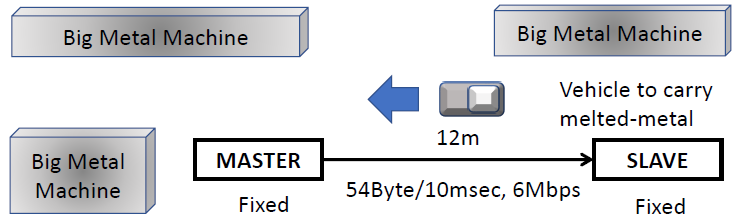 Big Metal Machine
Big Metal Machine
Vehicle to carry
melted-metal
12m
Big Metal
Machine
MASTER
SLAVE
54Byte/10msec, 6Mbps
Fixed
Fixed